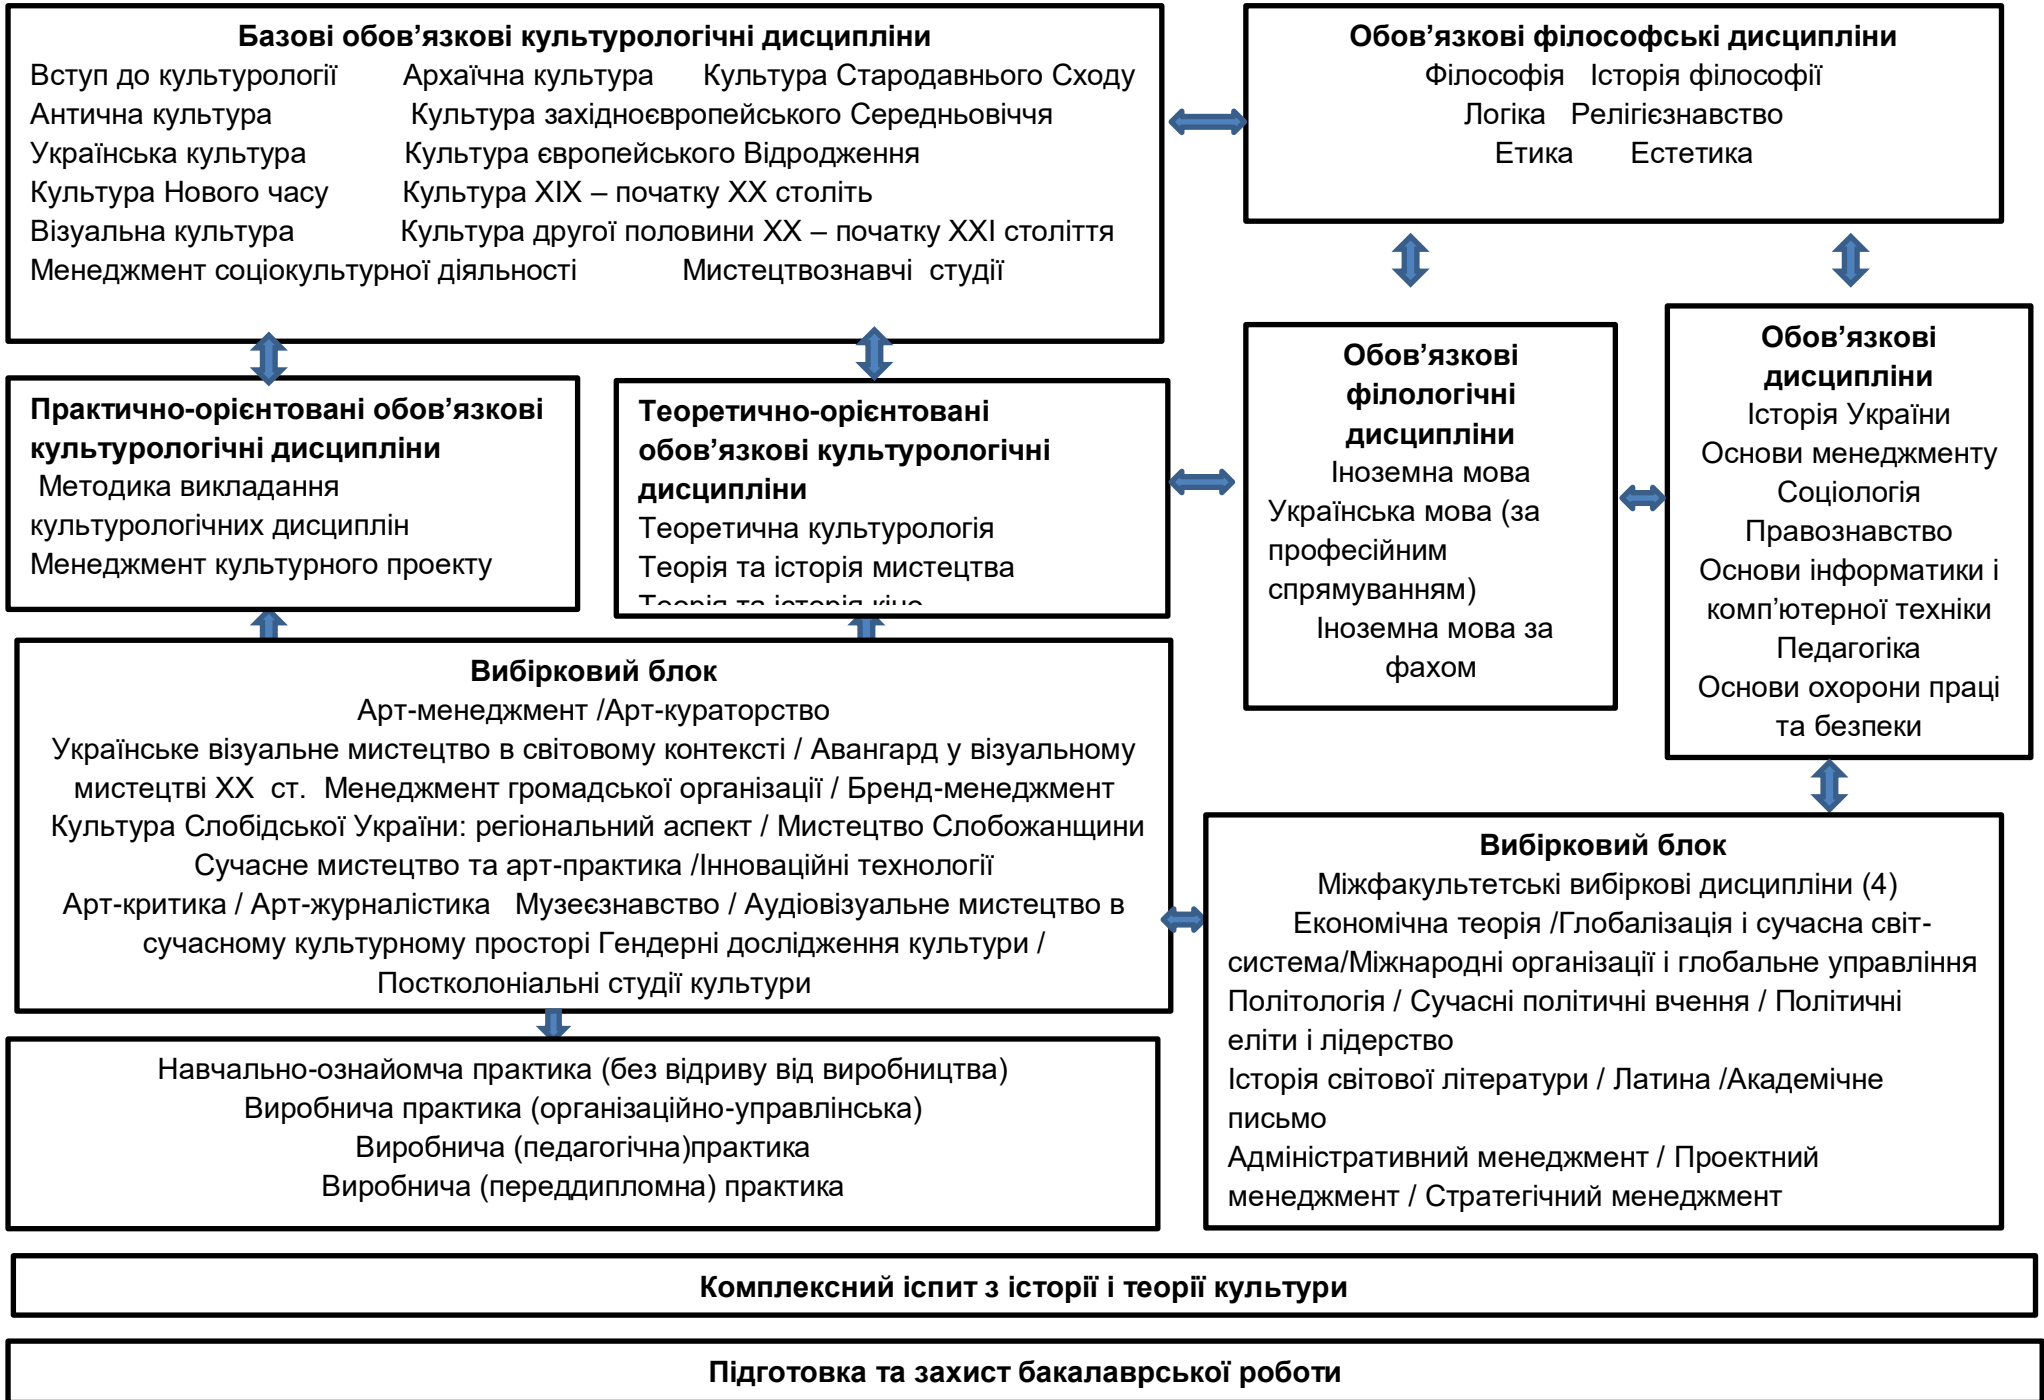 Базові обов’язкові культурологічні дисципліни
Вступ до культурології Архаїчна культура Культура Стародавнього Сходу
Антична культура Культура західноєвропейського Середньовіччя
Українська культура Культура європейського Відродження
Культура Нового часу Культура ХІХ – початку ХХ століть
Візуальна культура Культура другої половини ХХ – початку ХХІ століття
Менеджмент соціокультурної діяльності Мистецтвознавчі студії
Обов’язкові філософські дисципліни
Філософія Історія філософії
Логіка Релігієзнавство
Етика Естетика
Практично-орієнтовані обов’язкові
культурологічні дисципліни
Методика викладання
культурологічних дисциплін
Менеджмент культурного проекту
Теоретично-орієнтовані
обов’язкові культурологічні
дисципліни
Теоретична культурологія
Теорія та історія мистецтва
Теорія та історія кіно
Обов’язкові
філологічні
дисципліни
Іноземна мова
Українська мова (за
професійним
спрямуванням)
Іноземна мова за
фахом
Обов’язкові
дисципліни
Історія України
Основи менеджменту
Соціологія
Правознавство
Основи інформатики і
комп’ютерної техніки
Педагогіка
Основи охорони праці
та безпеки
Вибірковий блок
Арт-менеджмент /Арт-кураторство
Українське візуальне мистецтво в світовому контексті / Авангард у візуальному
мистецтві ХХ ст. Менеджмент громадської організації / Бренд-менеджмент
Культура Слобідської України: регіональний аспект / Мистецтво Слобожанщини
Сучасне мистецтво та арт-практика /Інноваційні технології
Арт-критика / Арт-журналістика Музеєзнавство / Аудіовізуальне мистецтво в
сучасному культурному просторі Гендерні дослідження культури /
Постколоніальні студії культури
Вибірковий блок
Міжфакультетські вибіркові дисципліни (4)
Економічна теорія /Глобалізація і сучасна світ-
система/Міжнародні організації і глобальне управління
Політологія / Сучасні політичні вчення / Політичні
еліти і лідерство
Історія світової літератури / Латина /Академічне
письмо
Адміністративний менеджмент / Проектний
менеджмент / Стратегічний менеджмент
Навчально-ознайомча практика (без відриву від виробництва)
Виробнича практика (організаційно-управлінська)
Виробнича (педагогічна)практика
Виробнича (переддипломна) практика
Комплексний іспит з історії і теорії культури
Підготовка та захист бакалаврської роботи